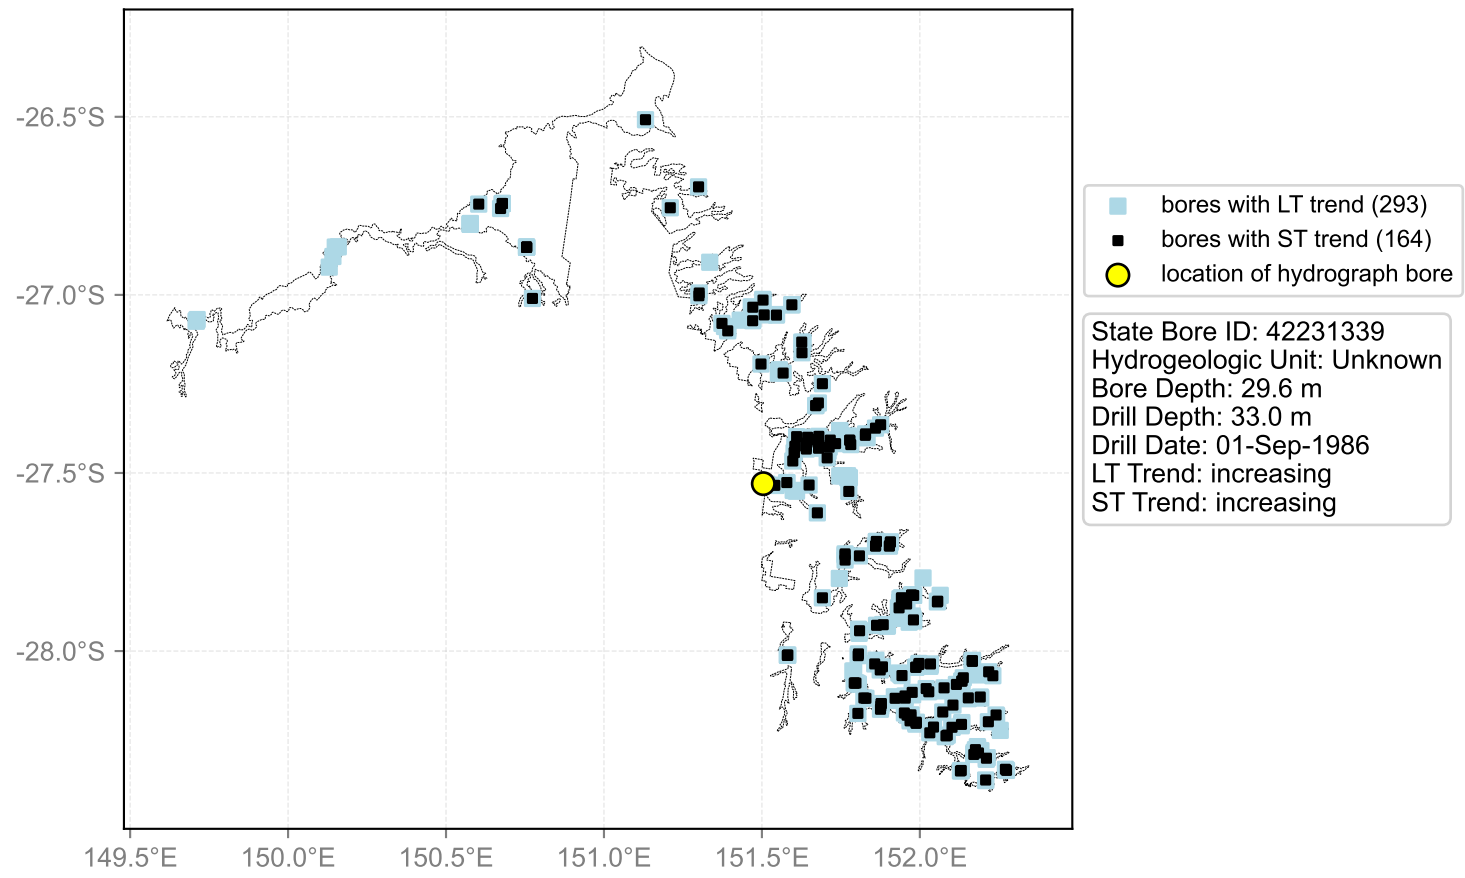 -26.5°S
-27.0°S
-27.5°S
-28.0°S
149.5°E
150.0°E
150.5°E
151.0°E
151.5°E
152.0°E
bores with LT trend (293)
bores with ST trend (164)
location of hydrograph bore
State Bore ID: 42231339
Hydrogeologic Unit: Unknown
Bore Depth: 29.6 m
Drill Depth: 33.0 m
Drill Date: 01-Sep-1986
LT Trend: increasing
ST Trend: increasing